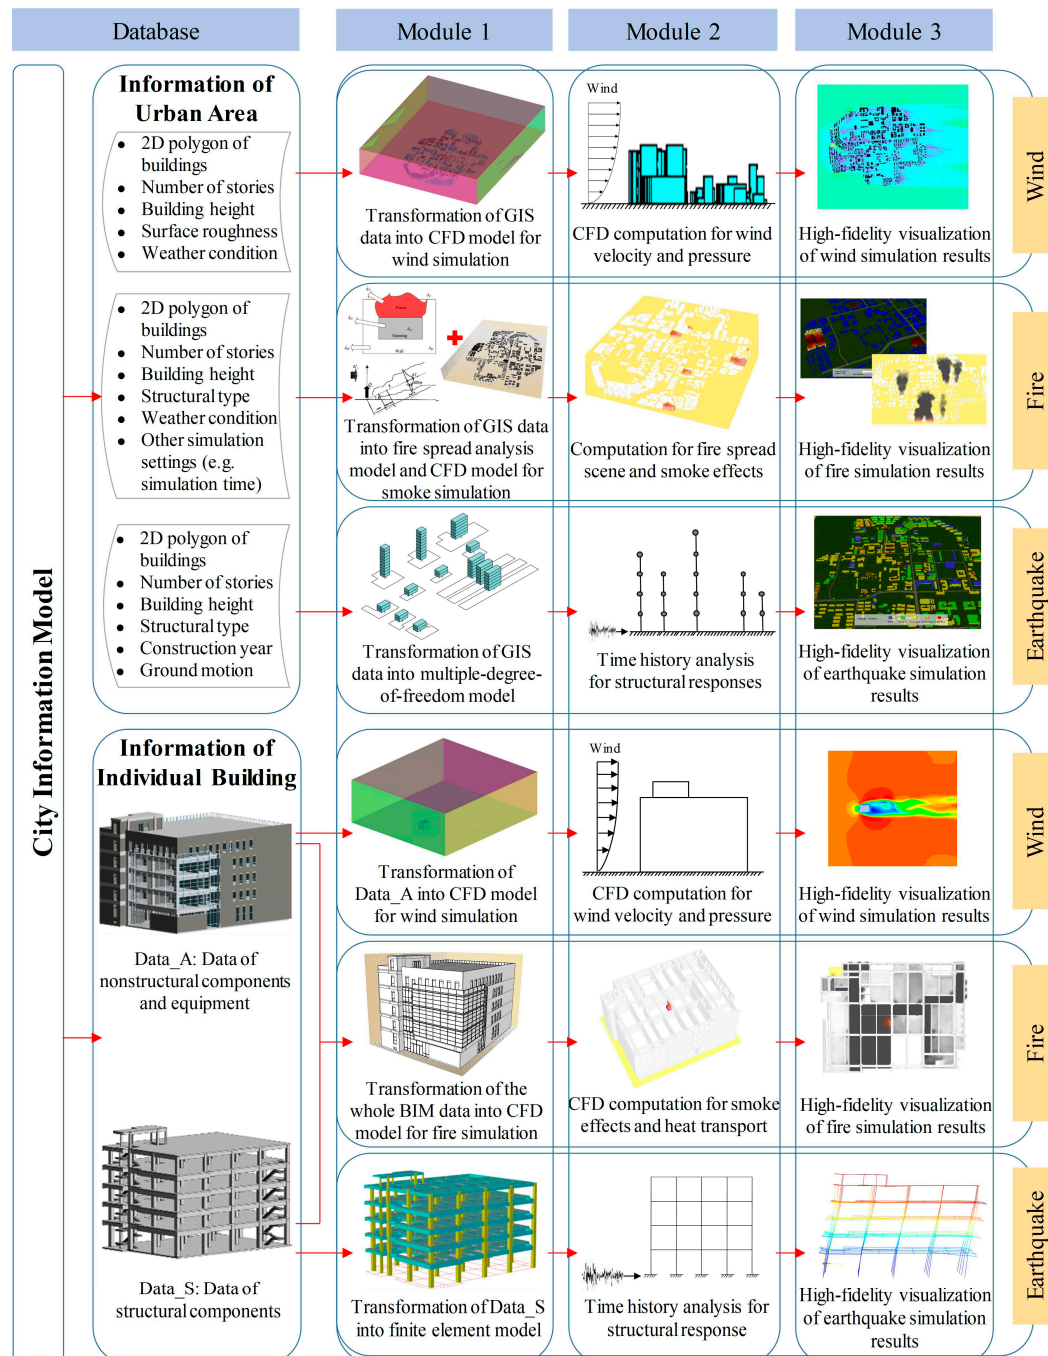 Database
Module 1
Module 2
Module 3
City Information Model
Information of
Urban Area
• 2D polygon of
buildings
• Number of stories
• Building height
• Surface roughness
• Weather condition
Transformation of GIS
data into CFD model for
wind simulation
Wind
CFD computation for wind
velocity and pressure
High-fidelity visualization
of wind simulation results
Wind
• 2D polygon of
buildings
• Number of stories
• Building height
• Structural type
• Weather condition
• Other simulation
settings (e.g.
simulation time)
Opening
Wall
Transformation of GIS data
into fire spread analysis
model and CFD model for
smoke simulation
Computation for fire spread
scene and smoke effects
High-fidelity visualization
of fire simulation results
Fire
• 2D polygon of
buildings
• Number of stories
• Building height
• Structural type
• Construction year
• Ground motion
Transformation of GIS
data into multiple-degree-
of-freedom model
Time history analysis
for structural responses
High-fidelity visualization
of earthquake simulation
results
Earthquake
Information of
Individual Building
Data_A: Data of
nonstructural components
and equipment
Data_S: Data of
structural components
Transformation of
Data_A into CFD model
for wind simulation
Wind
CFD computation for
wind velocity and pressure
High-fidelity visualization
of wind simulation results
Wind
Transformation of the
whole BIM data into CFD
model for fire simulation
CFD computation for smoke
effects and heat transport
High-fidelity visualization
of fire simulation results
Fire
Transformation of Data_S
into finite element model
Time history analysis for
structural response
High-fidelity visualization
of earthquake simulation
results
Earthquake